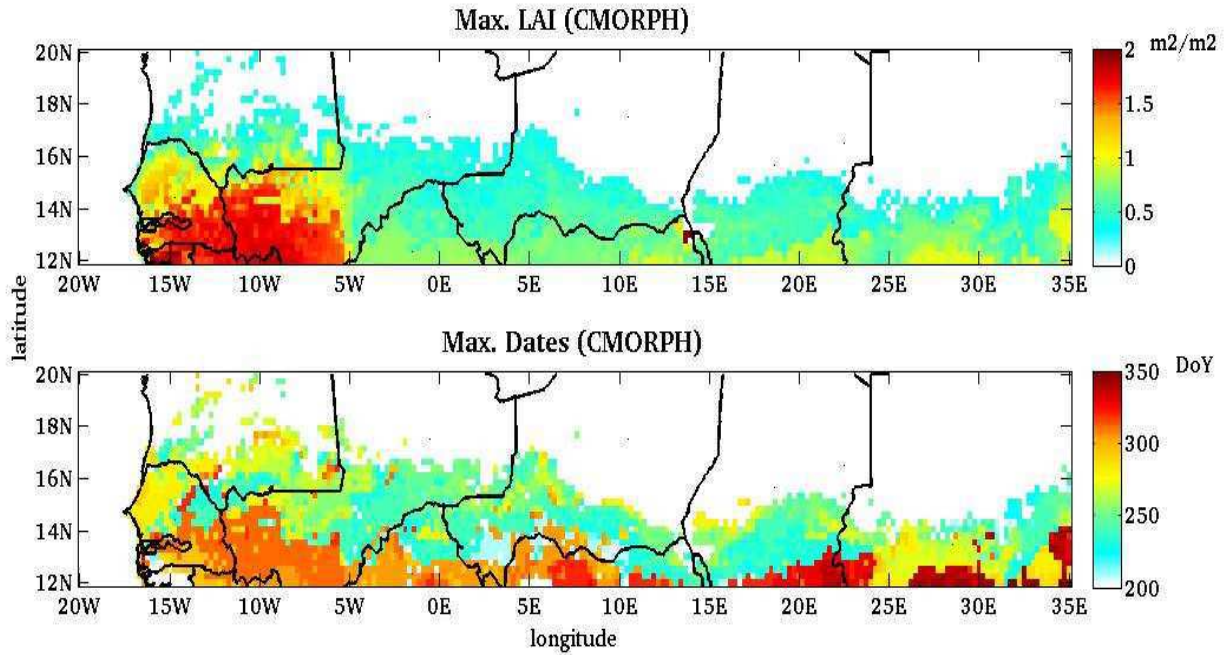 Max. LAI (CMORPH)
m2/m2
20N
18N
16N
14N
12N
2
1.5
1
0.5
0
20W 15W 10W 5W 0E 5E 10E 15E 20E 25E 30E 35E
latitude
Max. Dates (CMORPH)
DoY
20N
18N
16N
14N
12N
350
300
250
200
20W 15W 10W 5W 0E 5E 10E 15E 20E 25E 30E 35E
longitude